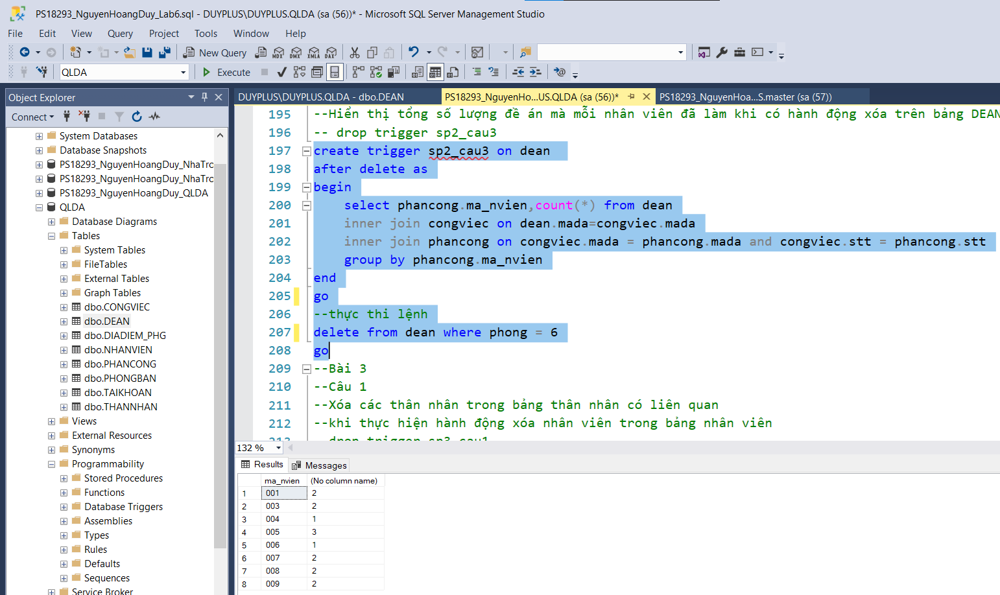 PS18293_NguyenHoangDuy_Lab6.sql - DUYPLUS\DUYPLUS.QLDA (sa (56))* - Microsoft SQL Server Management Studio
File Edit View Query Project Tools Window Help
New Query MDX DMX XMLA DAX
QLDA Execute
Object Explorer
Connect
System Databases
Database Snapshots
PS18293_NguyenHoangDuy_NhaTro
PS18293_NguyenHoangDuy_NhaTro
PS18293_NguyenHoangDuy_QLDA
QLDA
Database Diagrams
Tables
System Tables
FileTables
External Tables
Graph Tables
dbo.CONGVIEC
dbo.DEAN
dbo.DIADIEM_PHG
dbo.NHANVIEN
dbo.PHANCONG
dbo.PHONGBAN
dbo.TAIKHOAN
dbo.THANNHAN
Views
External Resources
Synonyms
Programmability
Stored Procedures
Functions
Database Triggers
Assemblies
Types
Rules
Defaults
Sequences
Service Broker
DUYPLUS\DUYPLUS.QLDA - dbo.DEAN PS18293_NguyenHo...US.QLDA (sa (56))* PS18293_NguyenHoa...S.master (sa (57))
195 --Hiển thị tổng số lượng đề án mà mỗi nhân viên đã làm khi có hành động xóa trên bảng DEAN
196 -- drop trigger sp2_cau3
197 create trigger sp2_cau3 on dean
198 after delete as
199 begin
200 select phancong.ma_nvien,count(*) from dean
201 inner join congviec on dean.mada=congviec.mada
202 inner join phancong on congviec.mada = phancong.mada and congviec.stt = phancong.stt
203 group by phancong.ma_nvien
204 end
205 go
206 --thực thi lệnh
207 delete from dean where phong = 6
208 go
209 --Bài 3
210 --Câu 1
211 --Xóa các thân nhân trong bảng thân nhân có liên quan
212 --khi thực hiện hành động xóa nhân viên trong bảng nhân viên
213 drop trigger sp3_cau1
132 %
Results Messages
ma_nvien (No column name)
1 001 2
2 003 2
3 004 1
4 005 3
5 006 1
6 007 2
7 008 2
8 009 2